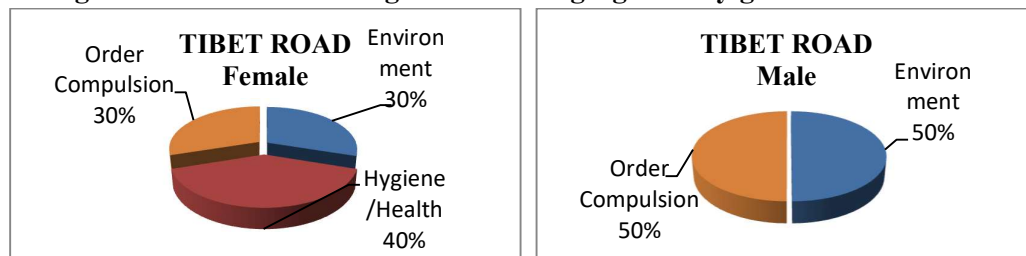 TIBET ROAD
Female
Order
Compulsion
30%
Environ
ment
30%
Hygiene
/Health
40%
TIBET ROAD
Male
Environ
ment
50%
Order
Compulsion
50%